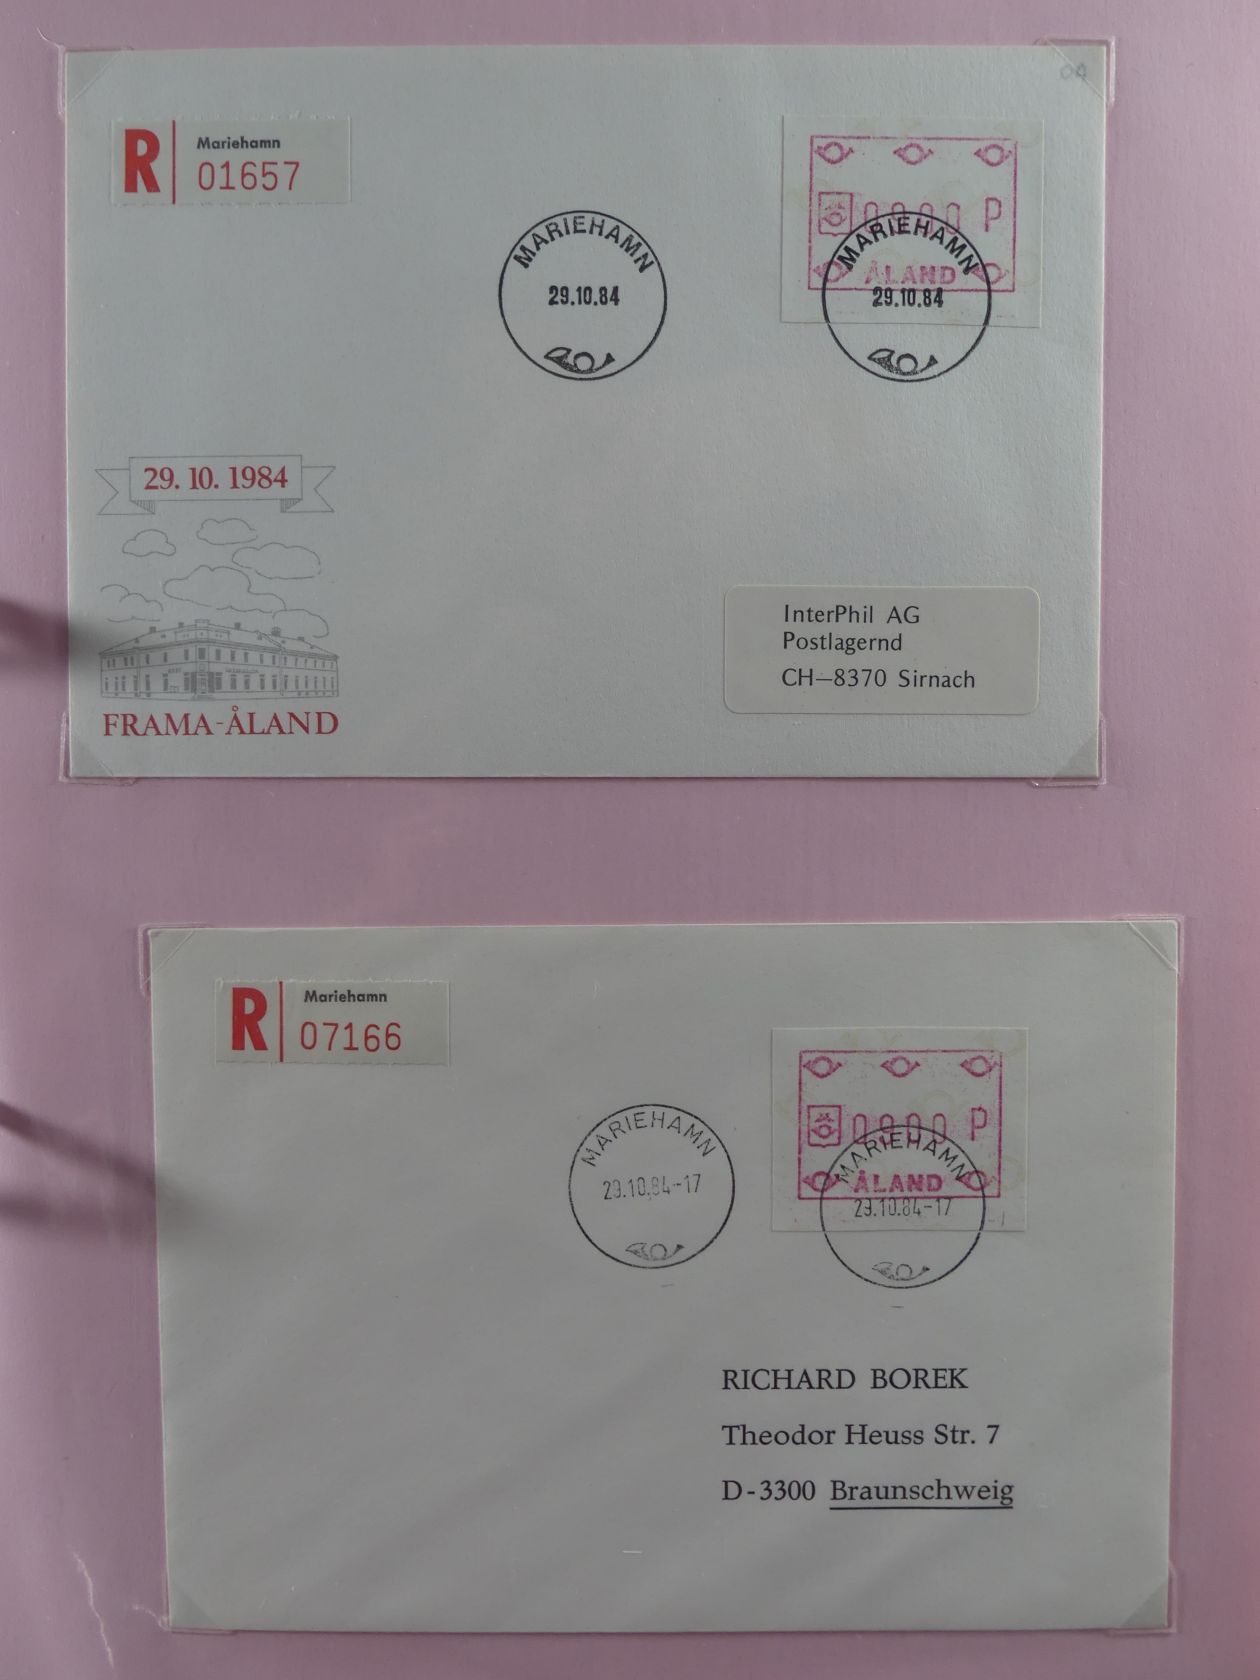 R
Mariehamn
01657
0000 P
ÅLAND
MARIEHAMN
29.10.84
MARIEHAMN
29.10.84
29. 10. 1984
FRAMA-ÅLAND
InterPhil AG
Postlagernd
CH—8370 Sirnach
R
Mariehamn
07166
0000 P
ÅLAND
MARIEHAMN
29.10.84-17
MARIEHAMN
29.10.84-17
RICHARD BOREK
Theodor Heuss Str. 7
D-3300 Braunschweig